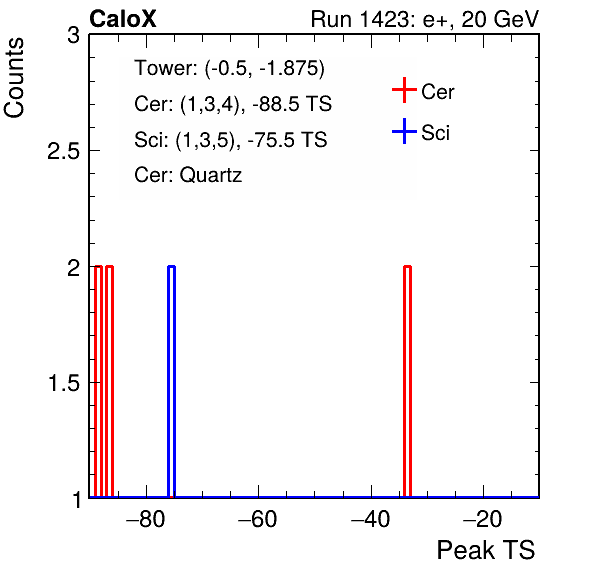 CaloX Run 1423: e+, 20 GeV
Counts
3
2.5
2
1.5
1
Tower: (-0.5, -1.875)
Cer: (1,3,4), -88.5 TS
Sci: (1,3,5), -75.5 TS
Cer: Quartz
Cer
Sci
−80 −60 −40 −20
Peak TS